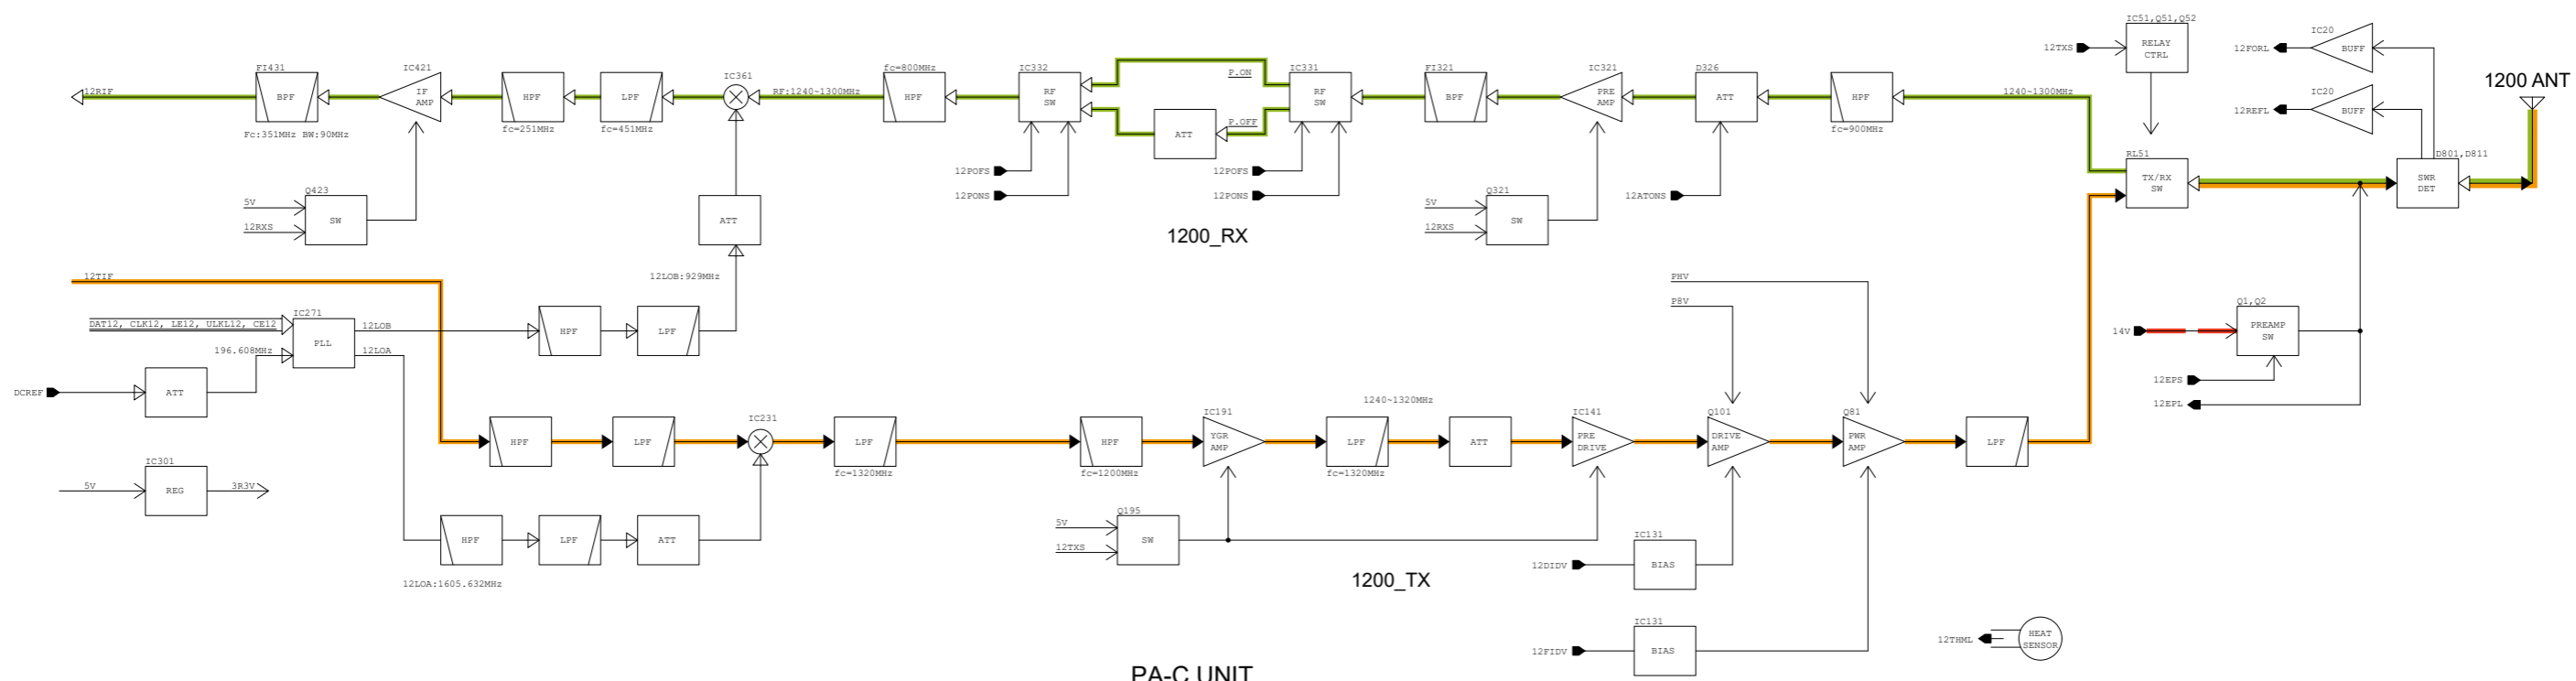 IC51,Q51,Q52
12TXS
RELAY
CTRL
IC20
12FORL
BUFF
IC20
12REFL
BUFF
1200 ANT
12RIF
FI431
BPF
Fc:351MHz BW:90MHz
IC421
IF
AMP
HPF
fc=251MHz
LPF
fc=451MHz
IC361
RF:1240~1300MHz
fc=800MHz
HPF
IC332
RF
SW
P.ON
P.OFF
ATT
IC331
RF
SW
FI321
BPF
IC321
PRE
AMP
D326
ATT
HPF
fc=900MHz
1240~1300MHz
RL51
TX/RX
SW
D801,D811
SWR
DET
12POFS
12PONS
12POFS
12PONS
12ATONS
Q423
5V
12RXS
SW
ATT
Q321
5V
12RXS
SW
1200_RX
12TIF
12LOB:929MHz
DAT12, CLK12, LE12, ULKL12, CE12
IC271
PLL
12LOB
12LOA
196.608MHz
HPF
LPF
DCREF
ATT
PHV
P8V
Q1,Q2
14V
PREAMP
SW
12EPS
12EPL
HPF
LPF
IC231
LPF
fc=1320MHz
HPF
fc=1200MHz
IC191
YGR
AMP
1240~1320MHz
LPF
fc=1320MHz
ATT
IC141
PRE
DRIVE
Q101
DRIVE
AMP
Q81
PWR
AMP
LPF
IC301
5V
REG
3R3V
HPF
LPF
ATT
12LOA:1605.632MHz
Q195
5V
12TXS
SW
1200_TX
IC131
12DIDV
BIAS
IC131
12FIDV
BIAS
12THML
HEAT
SENSOR
PA-C UNIT